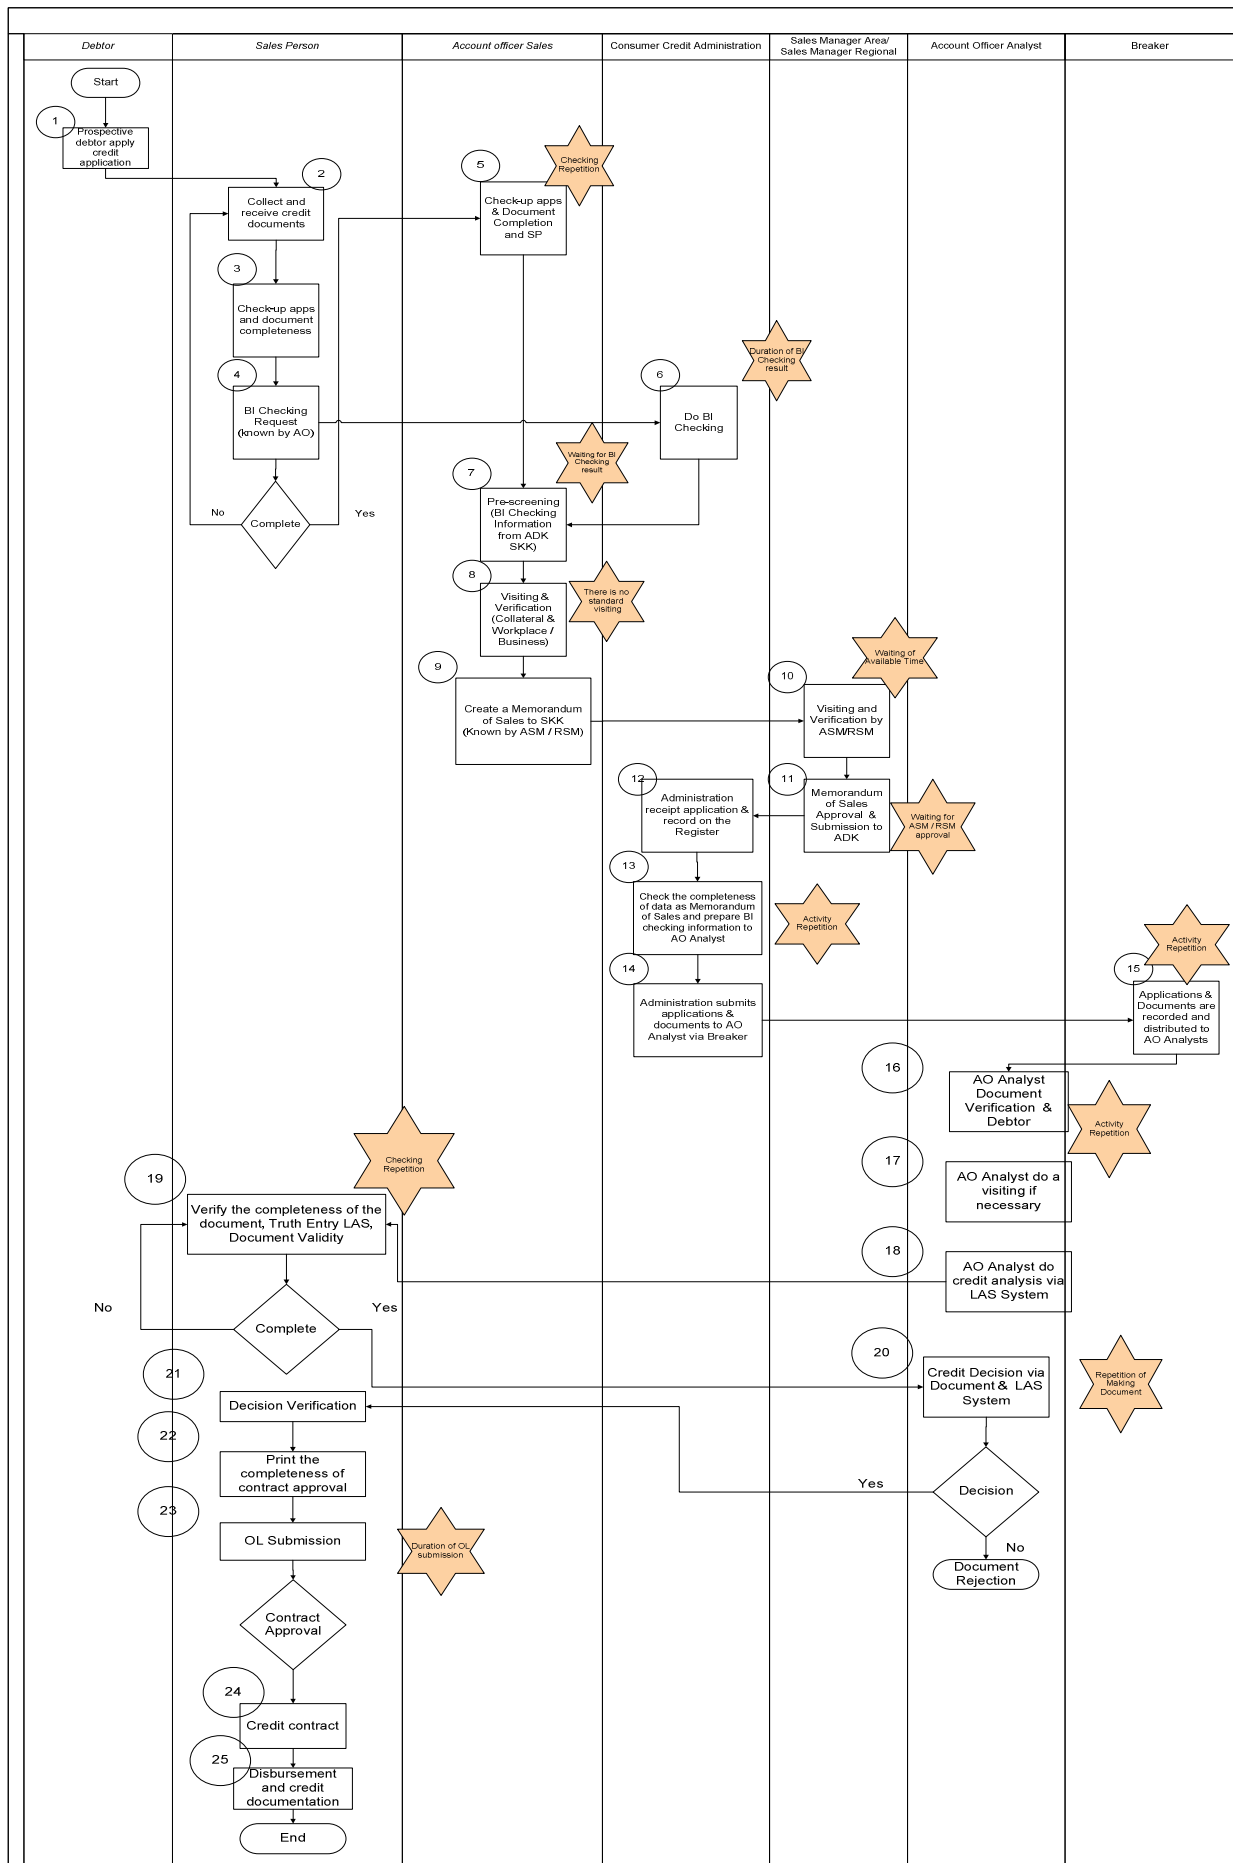 Debtor
Sales Person
Account officer Sales
Consumer Credit Administration
Sales Manager Area/
Sales Manager Regional
Account Officer Analyst
Breaker
Start
1
Prospective
debtor apply
credit
application
2
Collect and
receive credit
documents
3
Check-up apps
and document
completeness
4
BI Checking
Request
(known by AO)
Complete
No
Yes
5
Checking
Repetition
Check-up apps
& Document
Completion
and SP
Duration of BI
Checking
result
6
Do BI
Checking
Waiting for BI
Checking
result
7
Pre-screening
(BI Checking
Information
from ADK
SKK)
8
Visiting &
Verification
(Collateral &
Workplace /
Business)
There is no
standard
visiting
9
Create a Memorandum
of Sales to SKK
(Known by ASM / RSM)
Waiting of
Available Time
10
Visiting and
Verification by
ASM/RSM
11
Memorandum
of Sales
Approval &
Submission to
ADK
Waiting for
ASM / RSM
approval
12
Administration
receipt application &
record on the
Register
13
Check the completeness
of data as Memorandum
of Sales and prepare BI
checking information to
AO Analyst
Activity
Repetition
14
Administration submits
applications &
documents to AO
Analyst via Breaker
Activity
Repetition
15
Applications &
Documents are
recorded and
distributed to
AO Analysts
16
AO Analyst
Document
Verification &
Debtor
Activity
Repetition
17
AO Analyst do a
visiting if
necessary
18
AO Analyst do
credit analysis via
LAS System
Checking
Repetition
19
Verify the completeness of the
document, Truth Entry LAS,
Document Validity
No
Yes
Complete
20
Credit Decision via
Document & LAS
System
Repetition of
Making
Document
Decision
Yes
No
Document
Rejection
21
Decision Verification
22
Print the
completeness of
contract approval
23
OL Submission
Duration of OL
submission
Contract
Approval
24
Credit contract
25
Disbursement
and credit
documentation
End